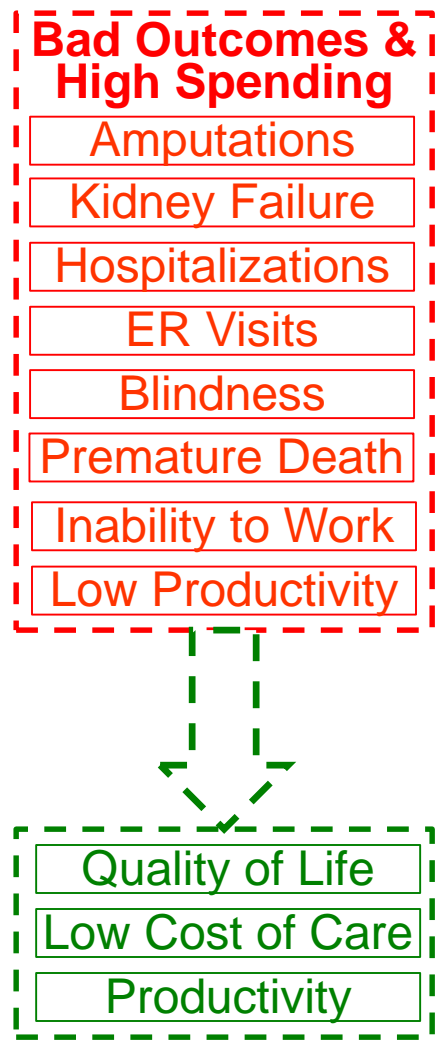 Bad Outcomes &
High Spending
Amputations
Kidney Failure
Hospitalizations
ER Visits
Blindness
Premature Death
Inability to Work
Low Productivity
Quality of Life
Low Cost of Care
Productivity